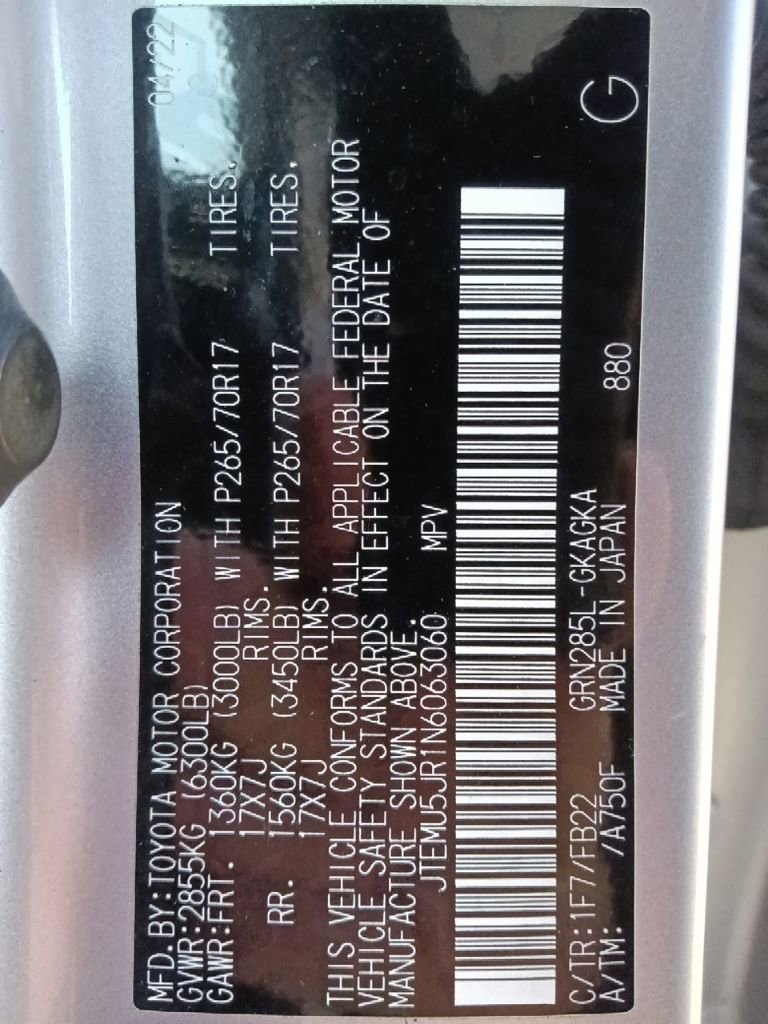 MFD.BY:TOYOTA MOTOR CORPORATION 04/22
GVWR:2855KG (6300LB)
GAWR:FRT. 1360KG (3000LB) WITH P265/70R17 TIRES.
17X7J RIMS.
RR. 1560KG (3450LB) WITH P265/70R17 TIRES.
17X7J RIMS.
THIS VEHICLE CONFORMS TO ALL APPLICABLE FEDERAL MOTOR
VEHICLE SAFETY STANDARDS IN EFFECT ON THE DATE OF
MANUFACTURE SHOWN ABOVE.
JTEMU5JR1N6063060 MPV
C/TR:1F7/FB22 GRN285L-GKAGKA G
A/TM: /A750F MADE IN JAPAN 880